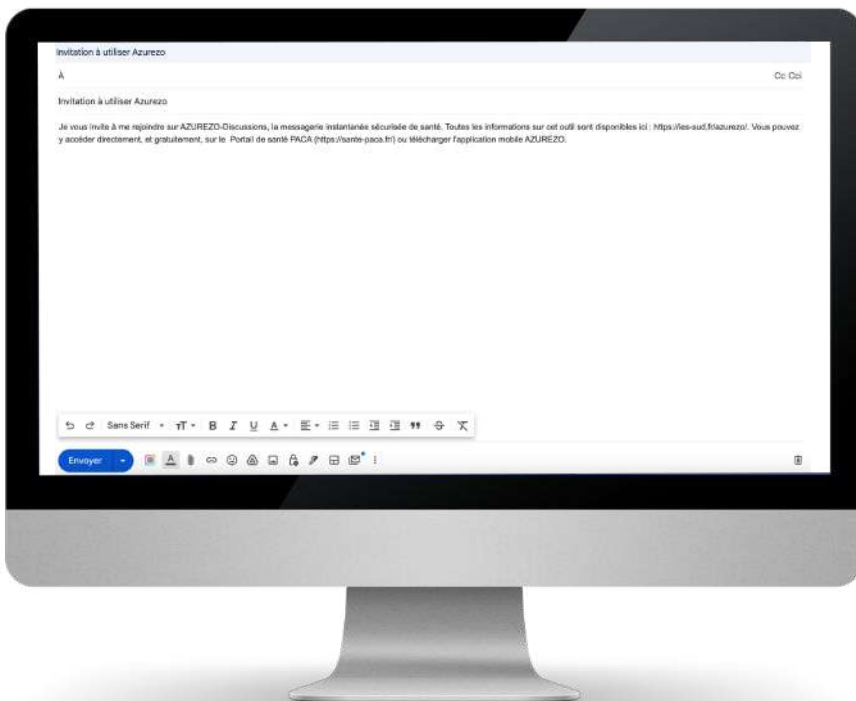 Invitation à utiliser Azurezo
À Cc Cci
Invitation à utiliser Azurezo
Je vous invite à me rejoindre sur AZUREZO-Discussions, la messagerie instantanée sécurisée de santé. Toutes les informations sur cet outil sont disponibles ici : https://ies-sud.fr/azurezo/. Vous pouvez
y accéder directement, et gratuitement, sur le Portail de santé PACA (https://sante-paca.fr/) ou télécharger l'application mobile AZUREZO.
Sans Serif
Envoyer